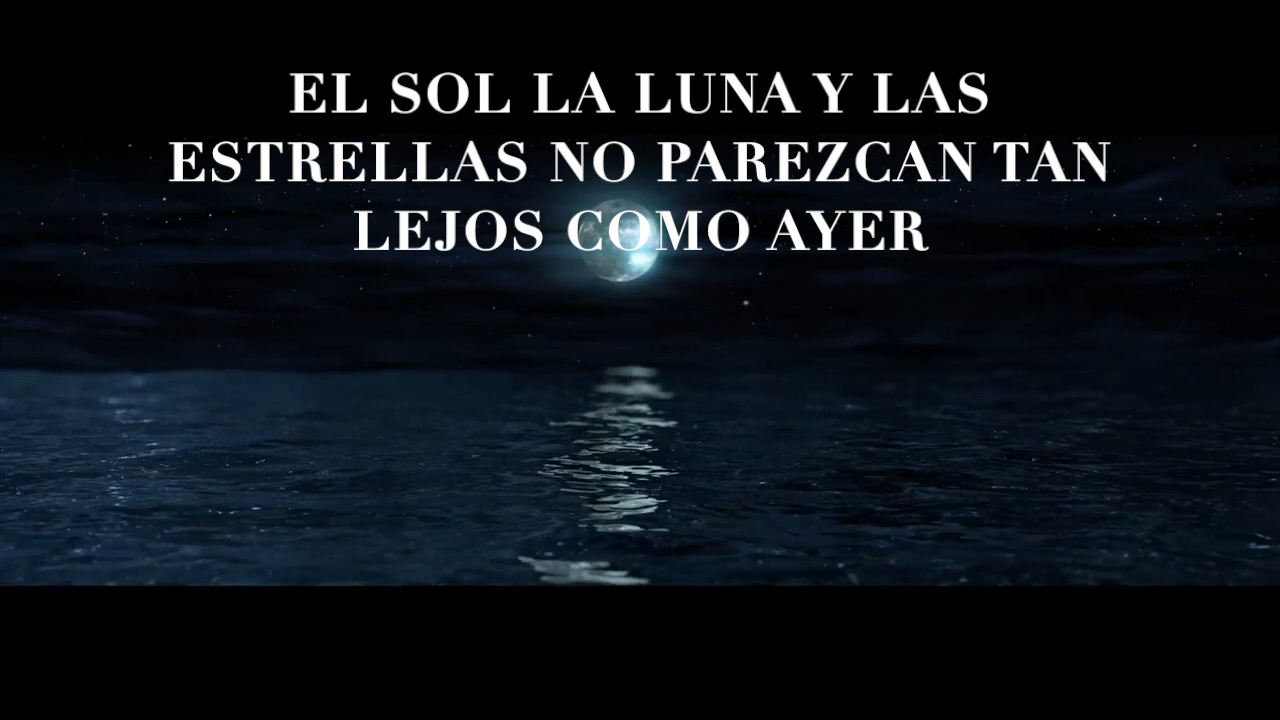 EL SOL LA LUNA Y LAS
ESTRELLAS NO PAREZCAN TAN
LEJOS COMO AYER